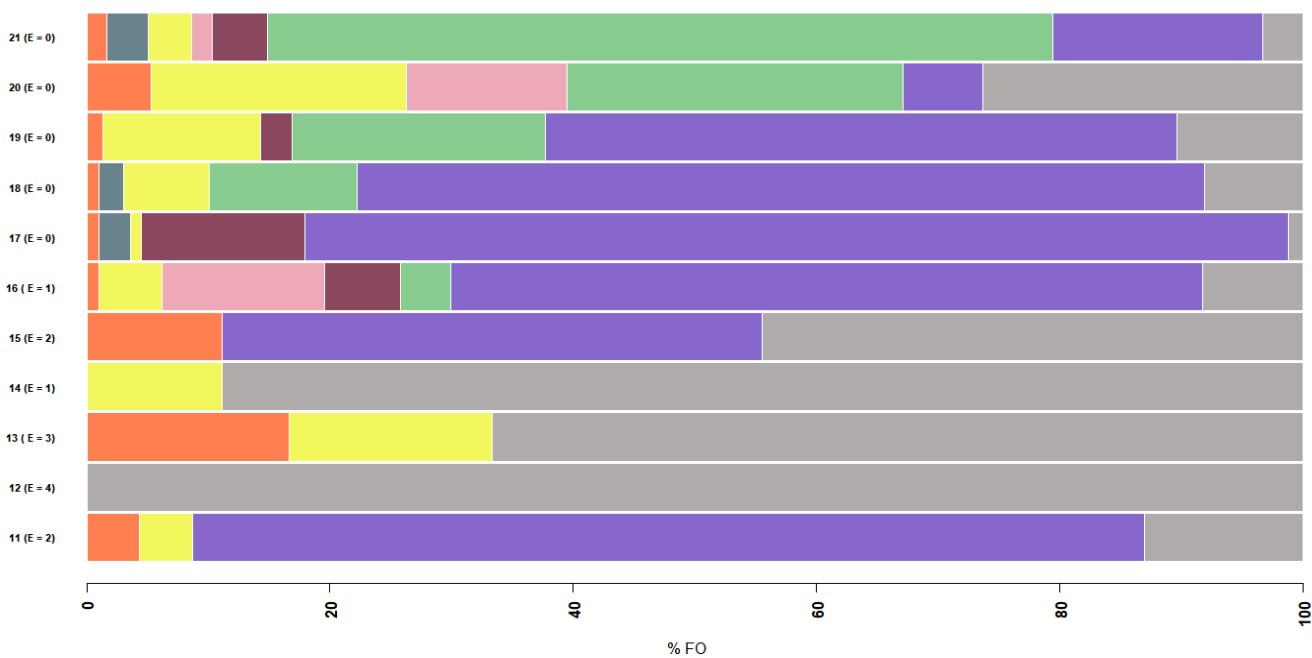 21 (E = 0)
20 (E = 0)
19 (E = 0)
18 (E = 0)
17 (E = 0)
16 ( E = 1)
15 (E = 2)
14 (E = 1)
13 ( E = 3)
12 (E = 4)
11 (E = 2)
0 20 40 60 80 100
% FO